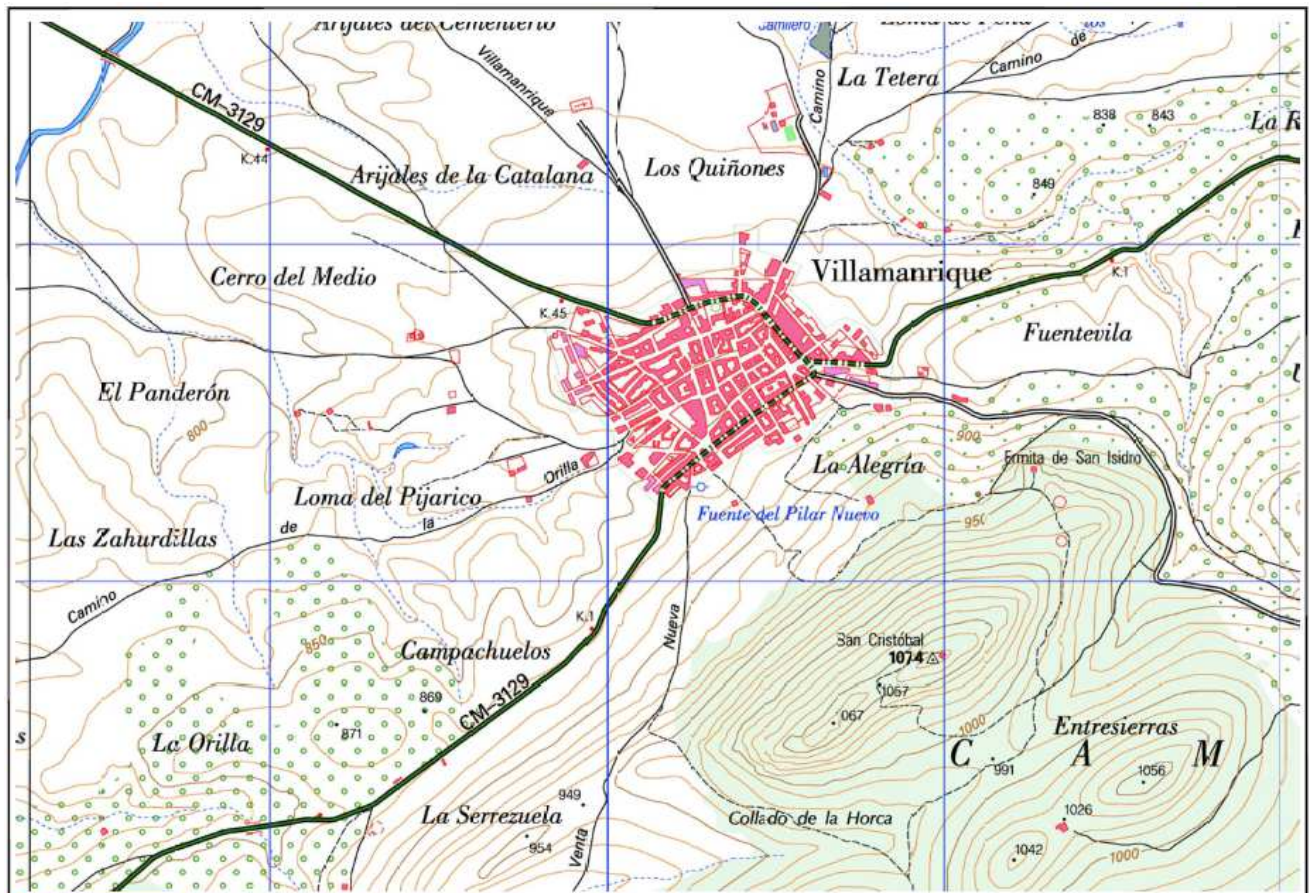 Arijales del Cementerio
Camino
de
La Tetera
Villamanrique
Camino
838
843
CM-3129
K.44
Arijales de la Catalana
Los Quiñones
849
Cerro del Medio
Villamanrique
K.1
K.45
Fuentevila
El Panderón
800
900
La Alegría
Ermita de San Isidro
Loma del Pijarico
Orilla
la
de
Camino
Fuente del Pilar Nuevo
950
Las Zahurdillas
K.1
Nueva
850
Campachuelos
San Cristóbal
1074
1057
067
869
871
CM-3129
La Orilla
1000
Entresierras
C A M
991
1056
949
La Serrezuela
Collado de la Horca
1026
954
Venta
1042
1000